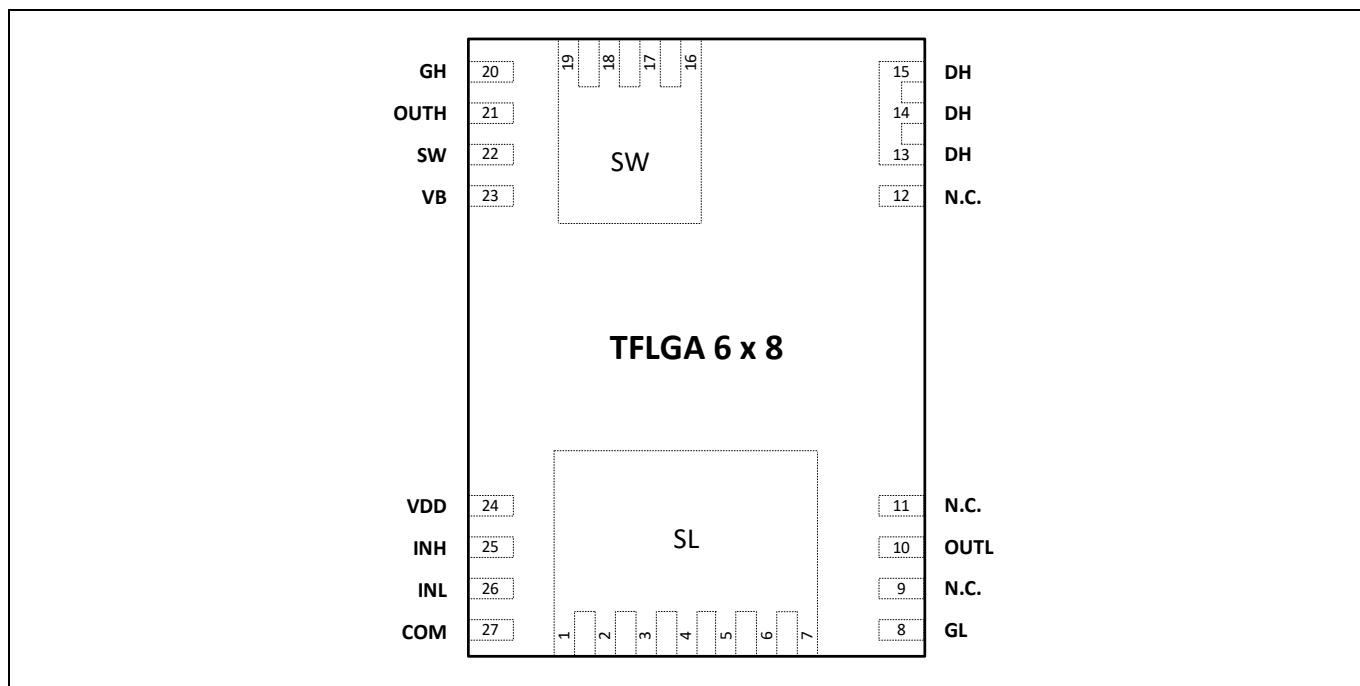 GH 20 19 18 17 16 15 DH
OUTH 21 14 DH
SW 22 SW 13 DH
VB 23 12 N.C.
TFLGA 6 x 8
VDD 24 11 N.C.
INH 25 SL 10 OUTL
INL 26 9 N.C.
COM 27 1 2 3 4 5 6 7 8 GL